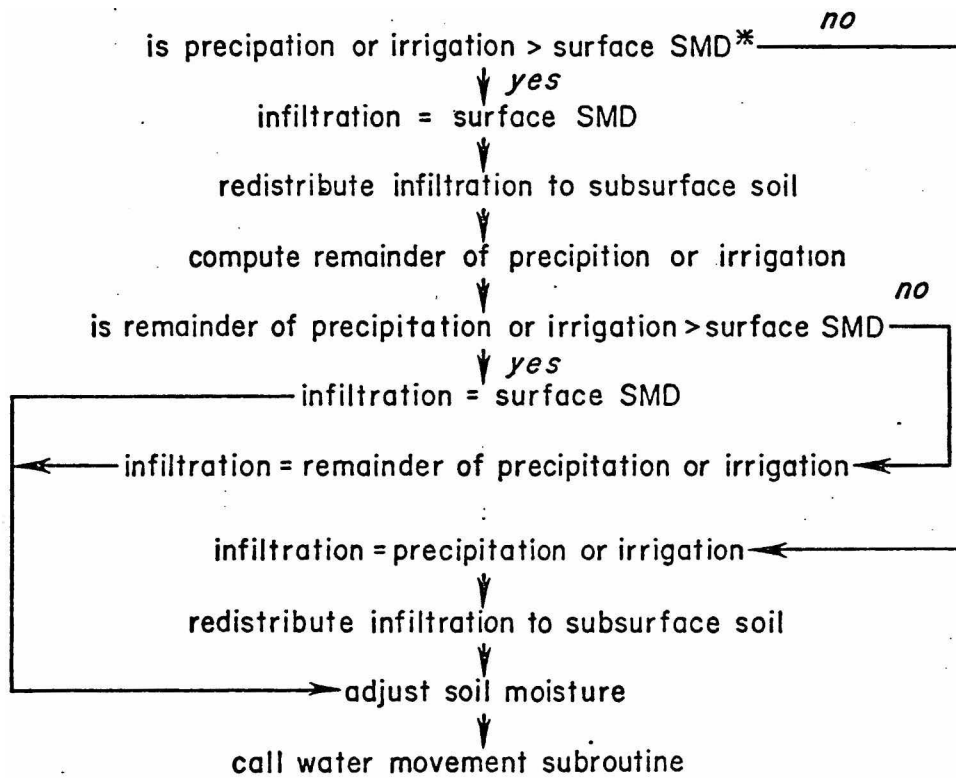 is precipation or irrigation > surface SMD* no
yes
infiltration = surface SMD
redistribute infiltration to subsurface soil
compute remainder of precipition or irrigation
no
is remainder of precipitation or irrigation > surface SMD
yes
infiltration = surface SMD
infiltration = remainder of precipitation or irrigation
infiltration = precipitation or irrigation
redistribute infiltration to subsurface soil
adjust soil moisture
call water movement subroutine